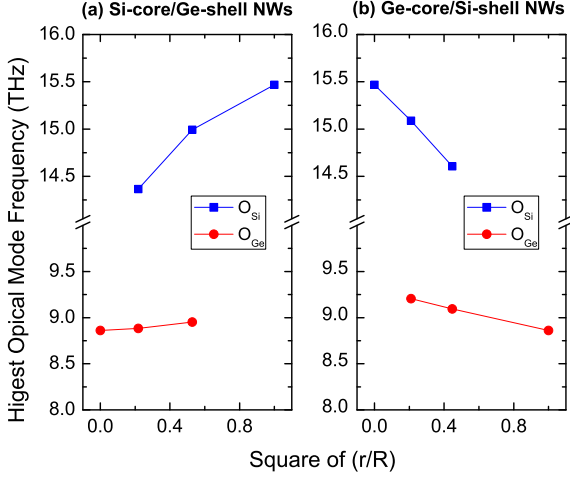 (a) Si-core/Ge-shell NWs
(b) Ge-core/Si-shell NWs
Higest Opical Mode Frequency (THz)
16.0
15.5
15.0
14.5
9.5
9.0
8.5
8.0
16.0
15.5
15.0
14.5
9.5
9.0
8.5
8.0
O_Si
O_Ge
O_Si
O_Ge
0.0 0.4 0.8
0.0 0.4 0.8
Square of (r/R)